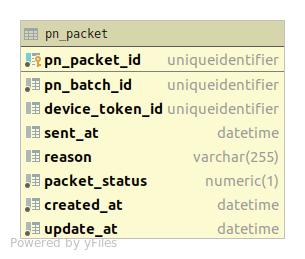 pn_packet
pn_packet_id uniqueidentifier
pn_batch_id uniqueidentifier
device_token_id uniqueidentifier
sent_at datetime
reason varchar(255)
packet_status numeric(1)
created_at datetime
update_at datetime
Powered by yFiles